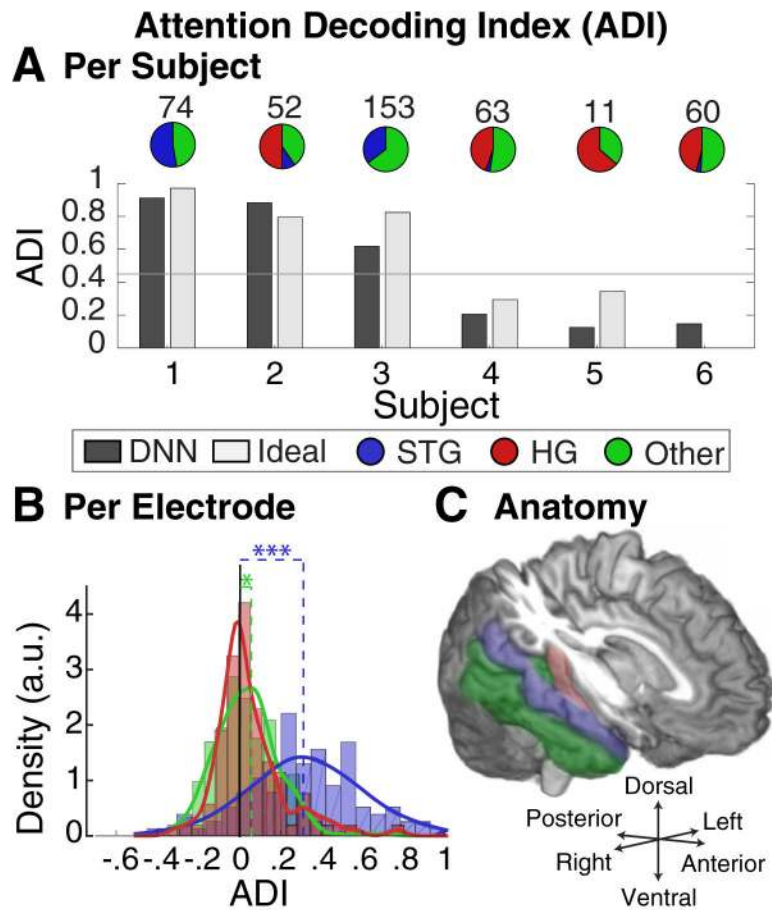 Attention Decoding Index (ADI)
A Per Subject
74 52 153 63 11 60
1
0.8
0.6
0.4
0.2
0
ADI
1 2 3 4 5 6
Subject
DNN Ideal STG HG Other
B Per Electrode
***
*
4
3
2
1
0
Density (a.u.)
-.6 -.4 -.2 0 .2 .4 .6 .8 1
ADI
C Anatomy
Dorsal
Posterior Left
Right Anterior
Ventral